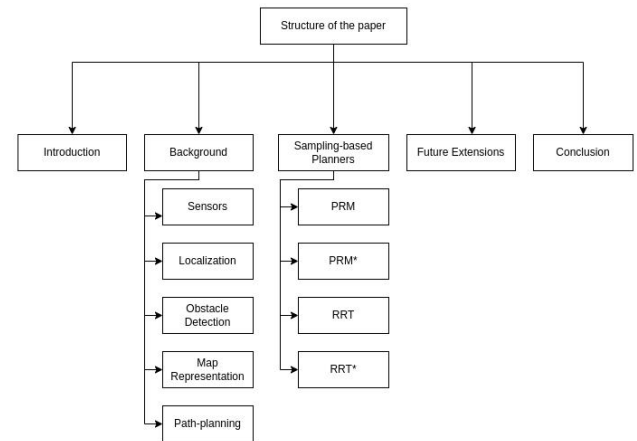 Structure of the paper
Introduction
Background
Sampling-based
Planners
Future Extensions
Conclusion
Sensors
Localization
Obstacle
Detection
Map
Representation
Path-planning
PRM
PRM*
RRT
RRT*